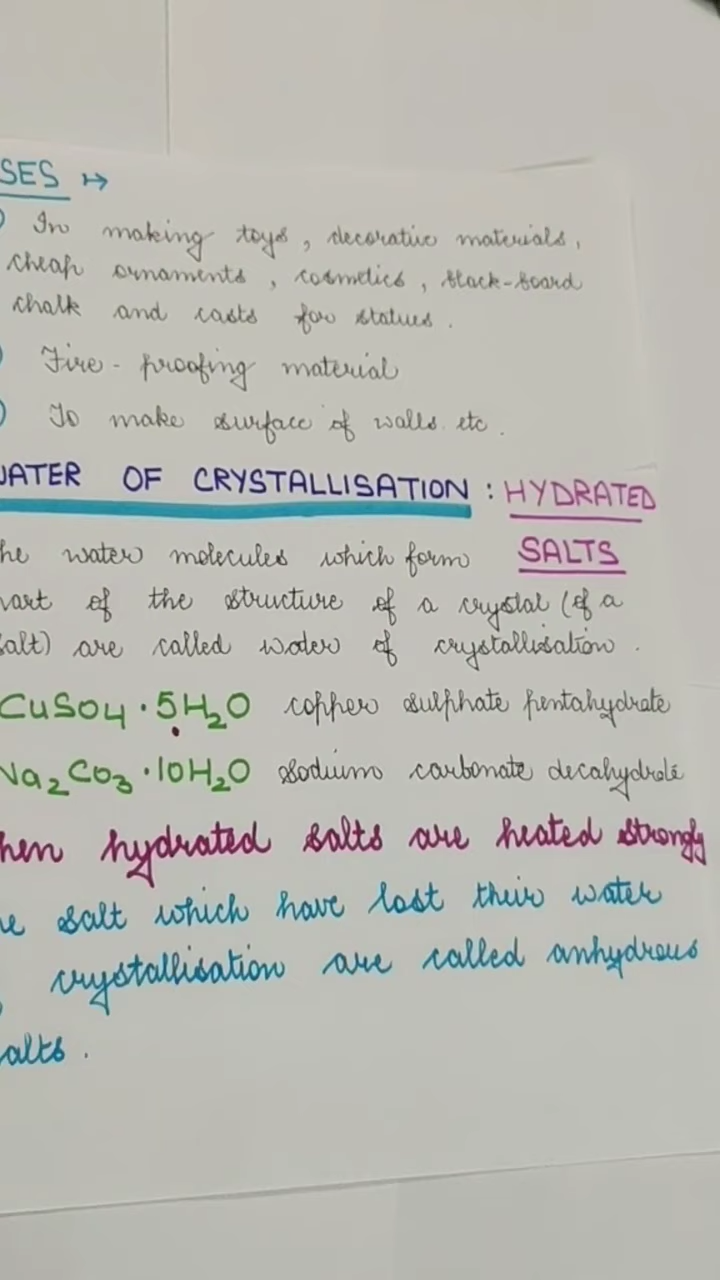 SES ↦
In making toys, decorative materials,
cheap ornaments, cosmetics, black-board
chalk and casts for statues.
Fire-proofing material
To make surface of walls. etc.
WATER OF CRYSTALLISATION : HYDRATED
SALTS
he water molecules which form
part of the structure of a crystal (of a
salt) are called water of crystallisation.
CuSO4·5H₂O copper sulphate pentahydrate
Na₂CO₃·10H₂O sodium carbonate decahydrate
hen hydrated salts are heated strongly
e salt which have lost their water
crystallisation are called anhydrous
alts.